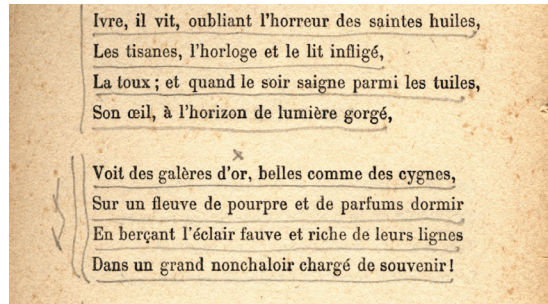 Ivre, il vit, oubliant l'horreur des saintes huiles,
Les tisanes, l'horloge et le lit infligé,
La toux ; et quand le soir saigne parmi les tuiles,
Son œil, à l'horizon de lumière gorgé,
Voit des galères d'or, belles comme des cygnes,
Sur un fleuve de pourpre et de parfums dormir
En berçant l'éclair fauve et riche de leurs lignes
Dans un grand nonchaloir chargé de souvenir !